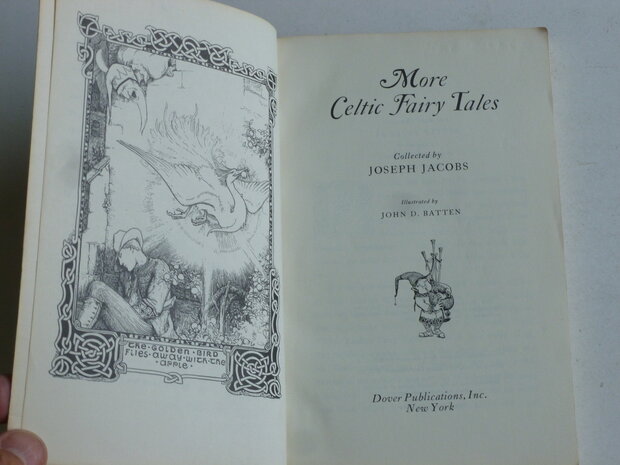 THE · GOLDEN · BIRD
FLIES · AWAY · WITH · THE
· APPLE ·
More
Celtic Fairy Tales
Collected by
JOSEPH JACOBS
Illustrated by
JOHN D. BATTEN
Dover Publications, Inc.
New York